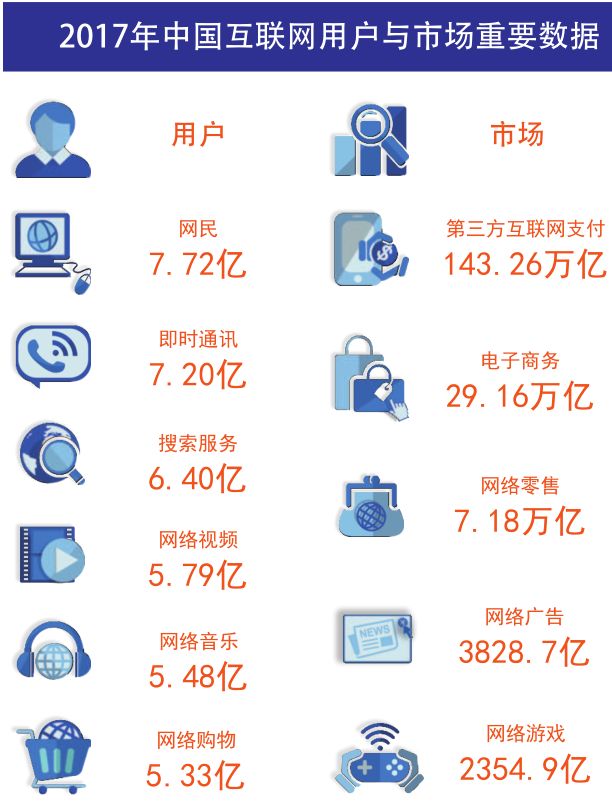 2017年中国互联网用户与市场重要数据
用户
网民
7.72亿
即时通讯
7.20亿
搜索服务
6.40亿
网络视频
5.79亿
网络音乐
5.48亿
网络购物
5.33亿
市场
第三方互联网支付
143.26万亿
电子商务
29.16万亿
网络零售
7.18万亿
网络广告
NEWS
3828.7亿
网络游戏
2354.9亿